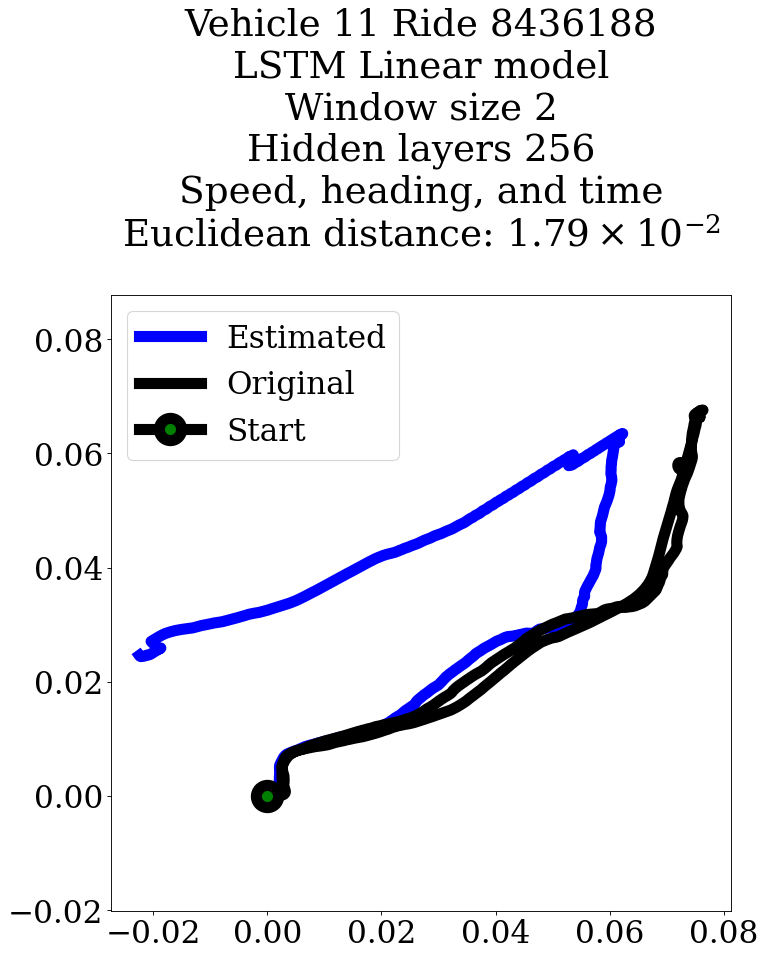 Vehicle 11 Ride 8436188
LSTM Linear model
Window size 2
Hidden layers 256
Speed, heading, and time
Euclidean distance: 1.79 × 10⁻²
Estimated
Original
Start
0.08
0.06
0.04
0.02
0.00
−0.02
−0.02 0.00 0.02 0.04 0.06 0.08